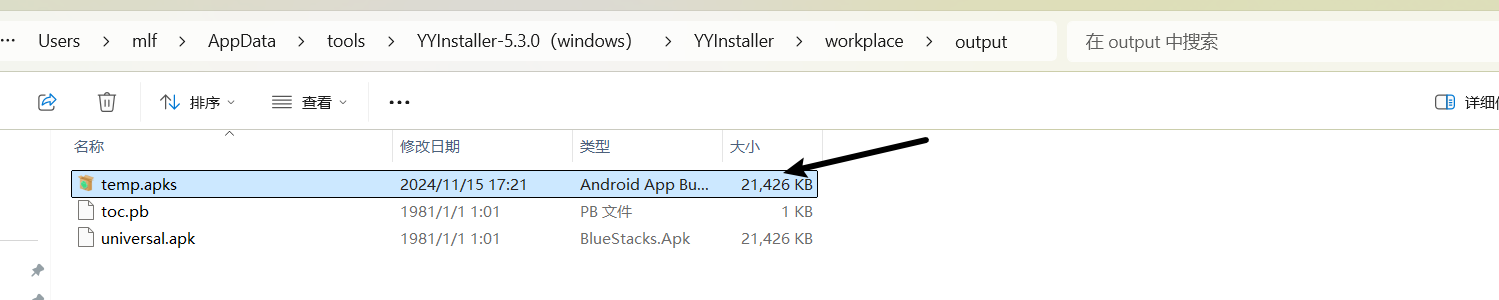 ··· Users > mlf > AppData > tools > YYInstaller-5.3.0（windows） > YYInstaller > workplace > output 在 output 中搜索
排序 查看 ···
名称 修改日期 类型 大小
temp.apks 2024/11/15 17:21 Android App Bu... 21,426 KB
toc.pb 1981/1/1 1:01 PB 文件 1 KB
universal.apk 1981/1/1 1:01 BlueStacks.Apk 21,426 KB